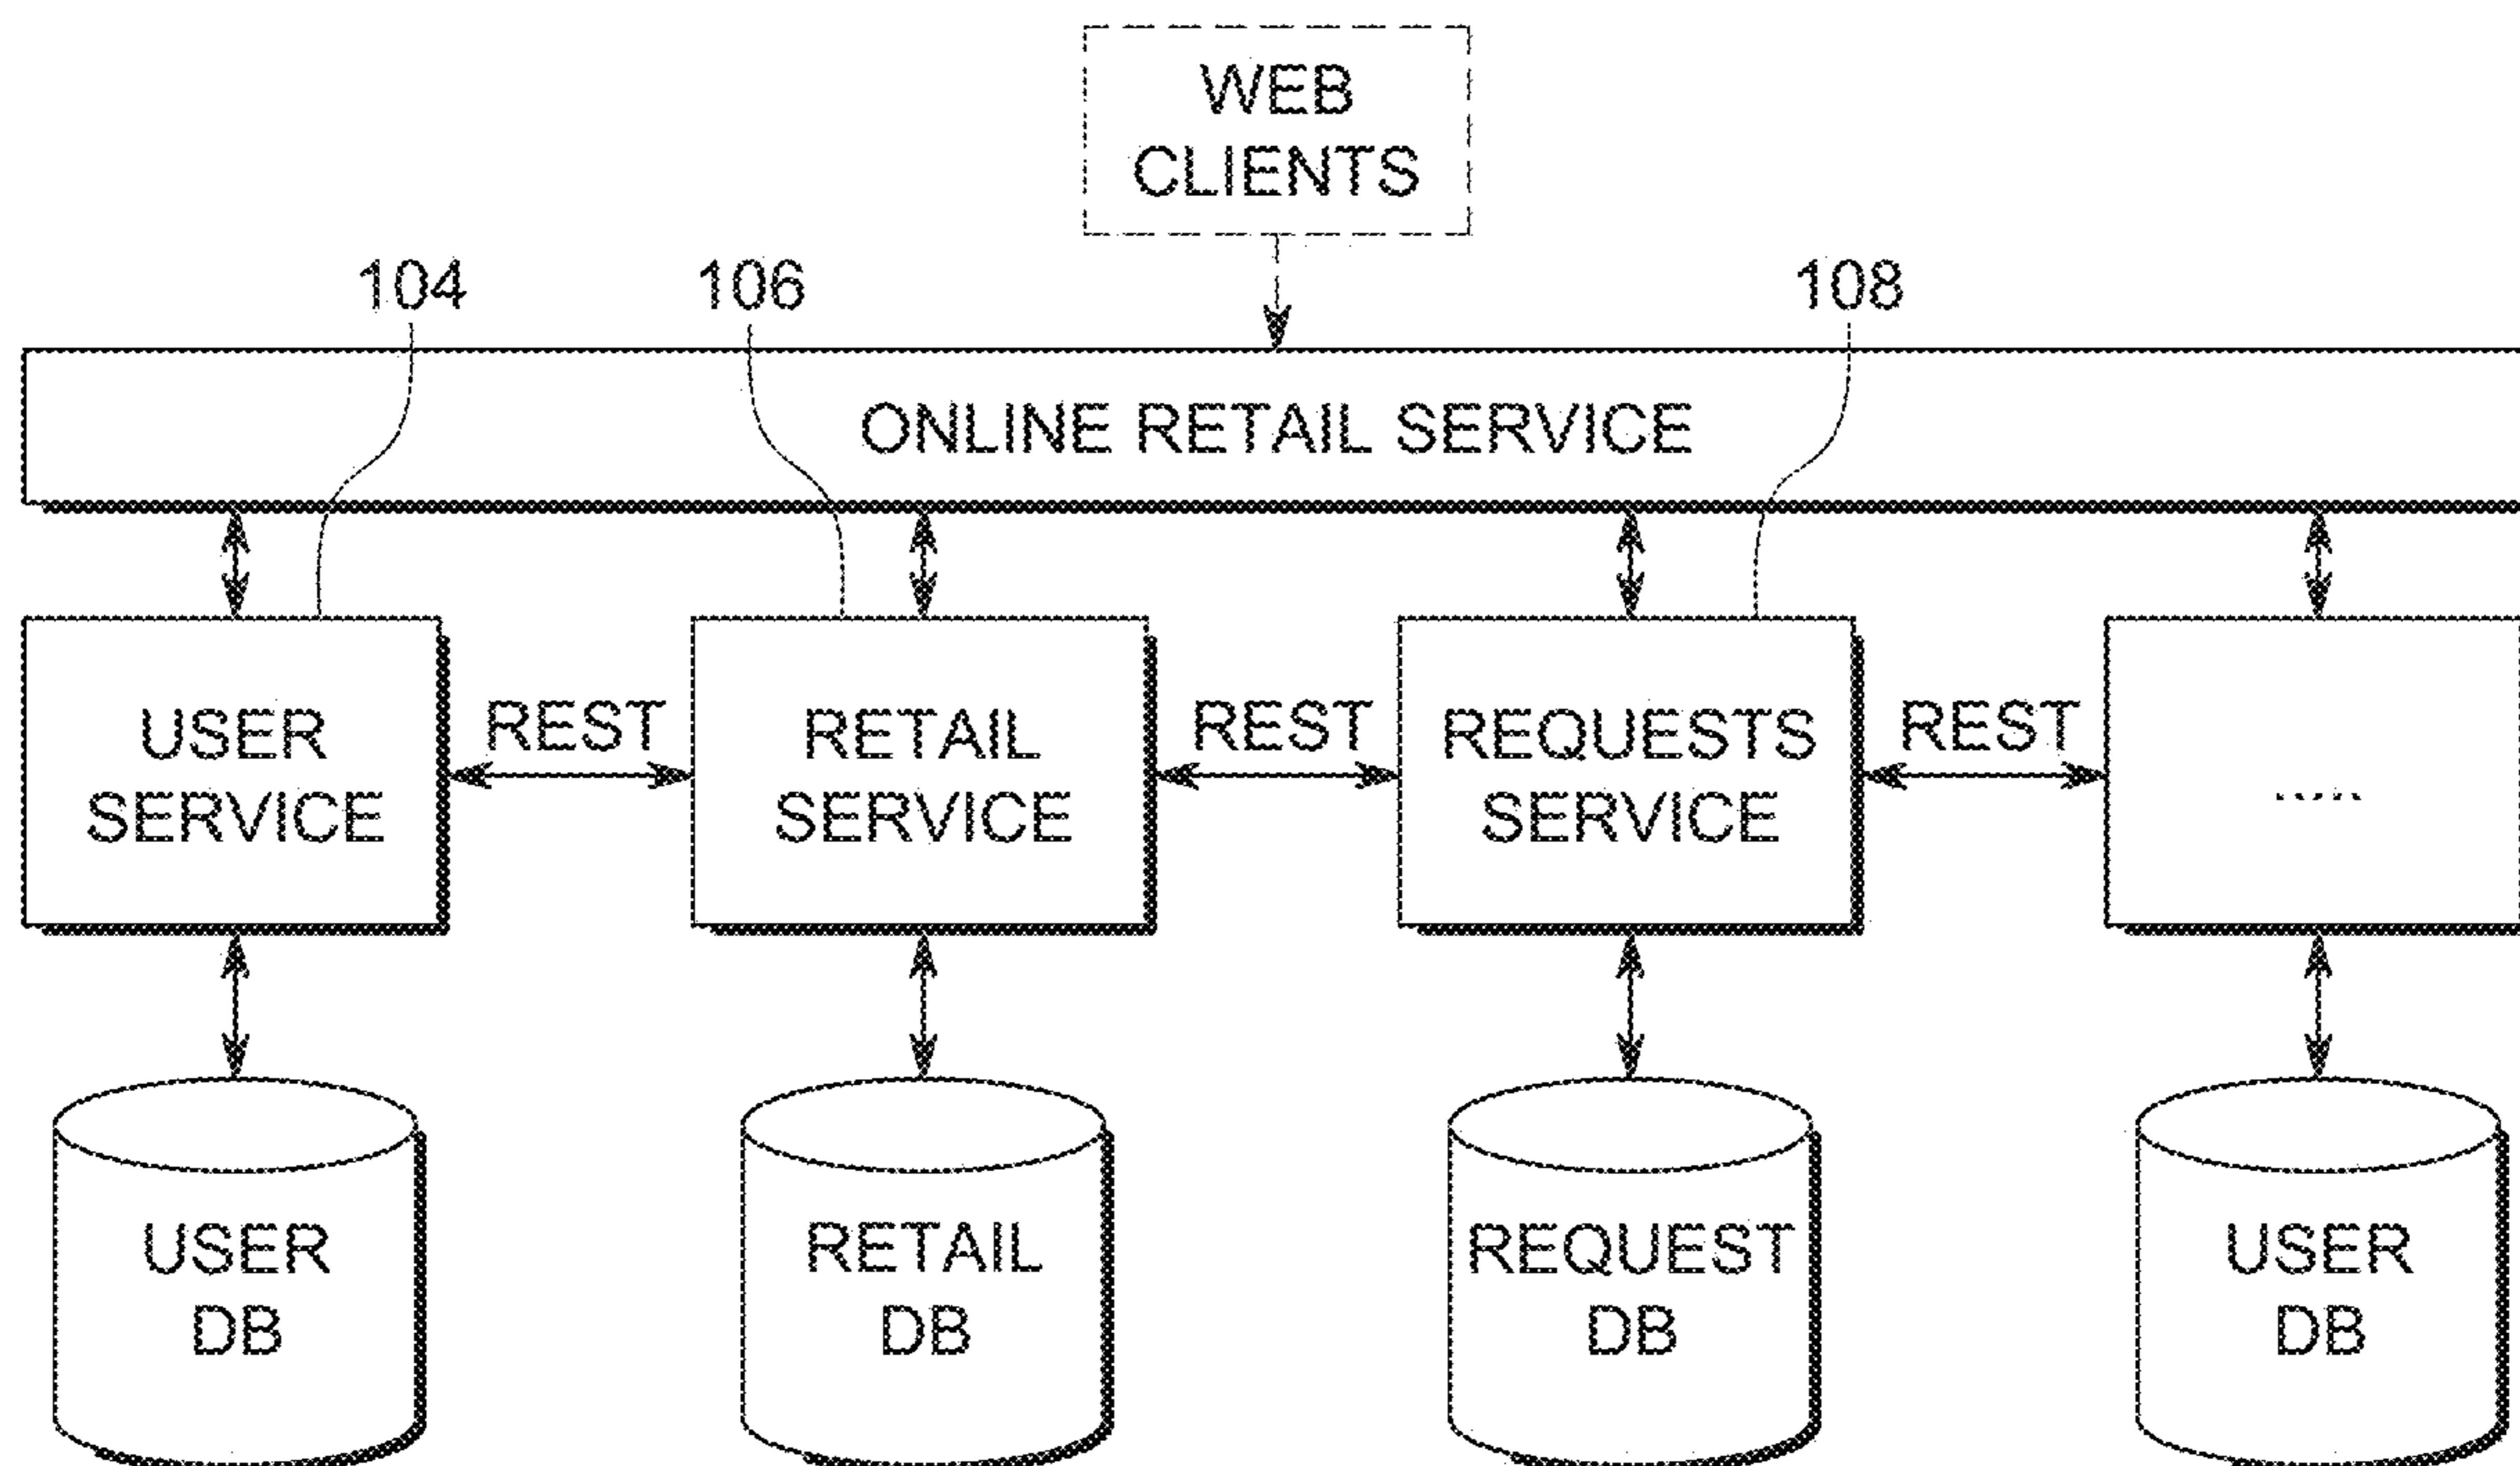 WEB
CLIENTS
104
106
108
ONLINE RETAIL SERVICE
USER
SERVICE
REST
RETAIL
SERVICE
REST
REQUESTS
SERVICE
REST
....
USER
DB
RETAIL
DB
REQUEST
DB
USER
DB